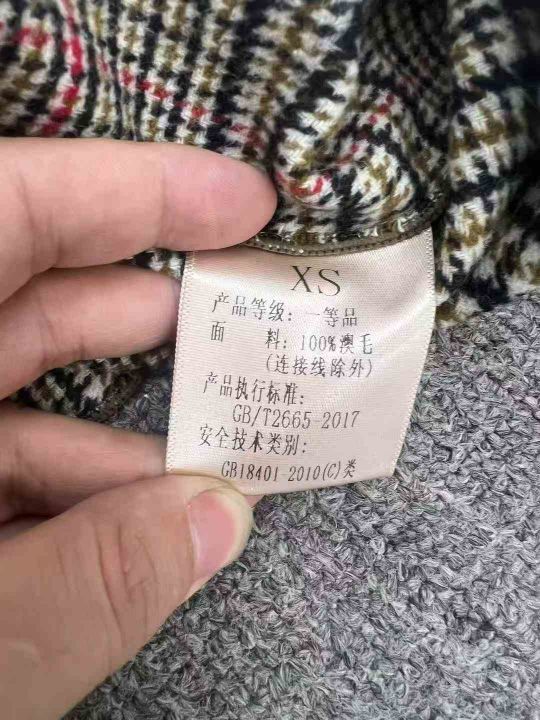 XS
产品等级: 一等品
面 料: 100%澳毛
(连接线除外)
产品执行标准:
GB/T2665-2017
安全技术类别:
GB18401-2010(C)类